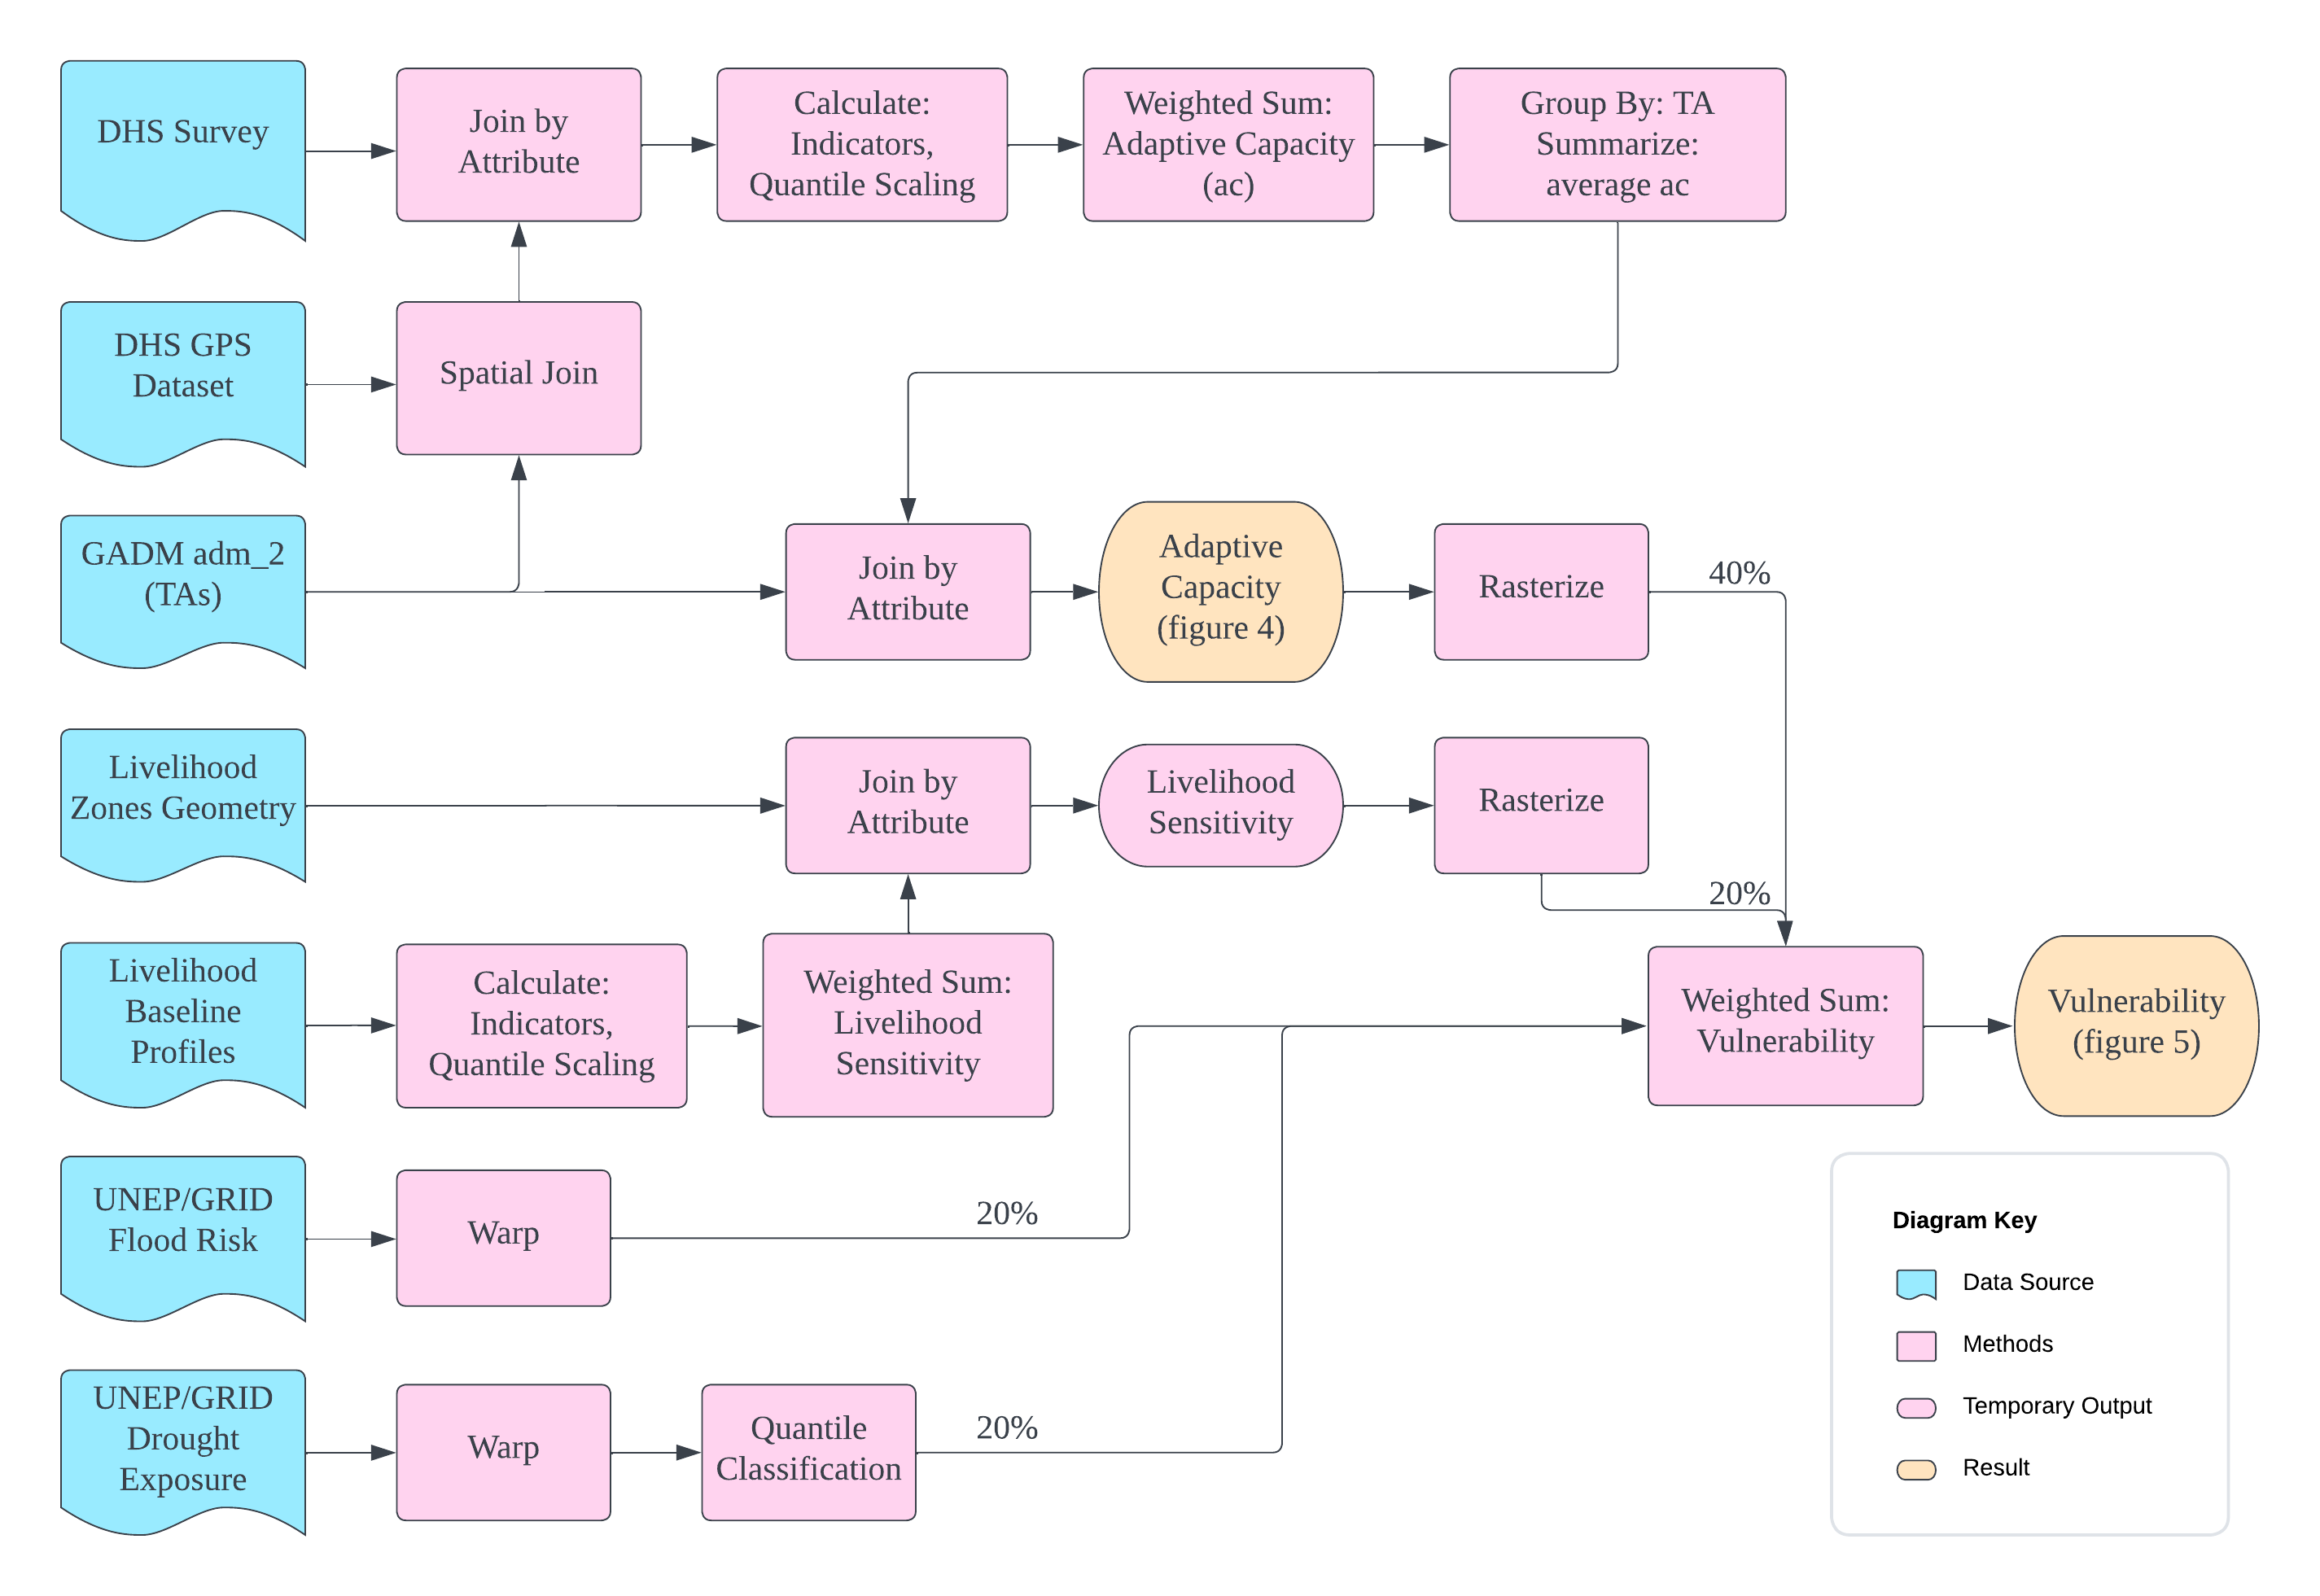 DHS Survey
Join by
Attribute
Calculate:
Indicators,
Quantile Scaling
Weighted Sum:
Adaptive Capacity
(ac)
Group By: TA
Summarize:
average ac
DHS GPS
Dataset
Spatial Join
GADM adm_2
(TAs)
Join by
Attribute
Adaptive
Capacity
(figure 4)
Rasterize
40%
Livelihood
Zones Geometry
Join by
Attribute
Livelihood
Sensitivity
Rasterize
20%
Livelihood
Baseline
Profiles
Calculate:
Indicators,
Quantile Scaling
Weighted Sum:
Livelihood
Sensitivity
Weighted Sum:
Vulnerability
Vulnerability
(figure 5)
UNEP/GRID
Flood Risk
Warp
20%
UNEP/GRID
Drought
Exposure
Warp
Quantile
Classification
20%
Diagram Key
Data Source
Methods
Temporary Output
Result